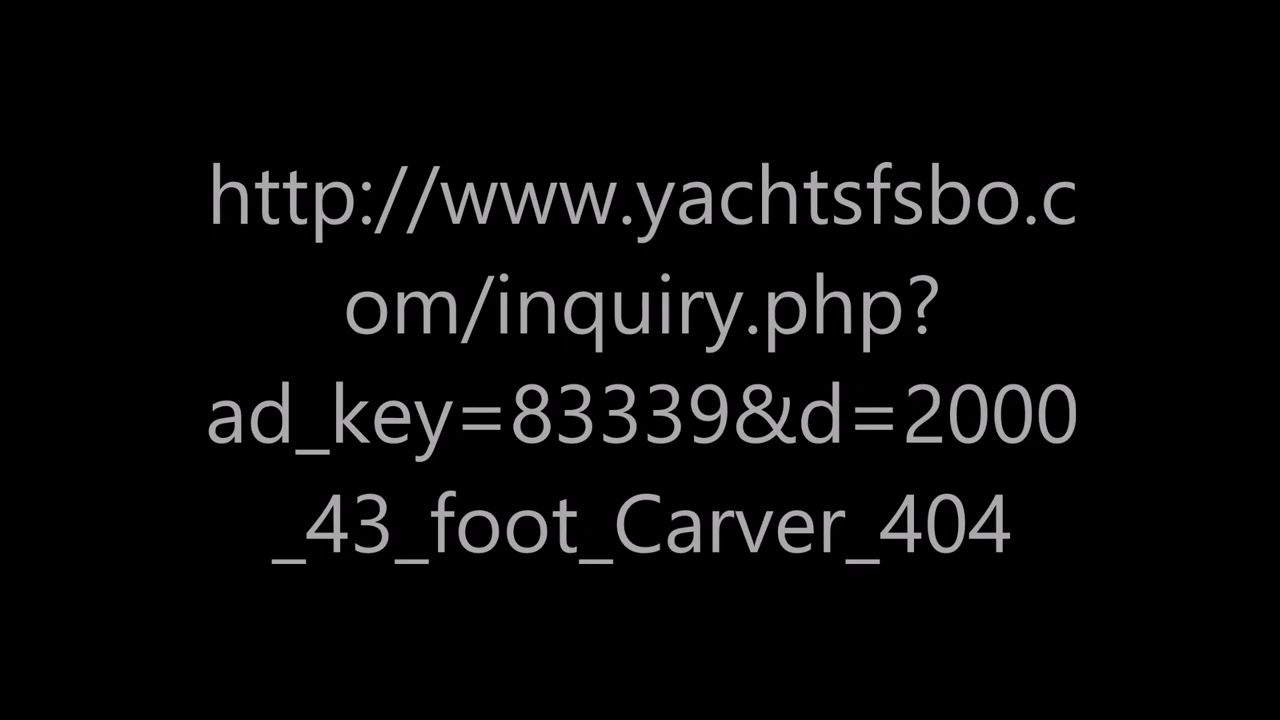 http://www.yachtsfsbo.c
om/inquiry.php?
ad_key=83339&d=2000
_43_foot_Carver_404